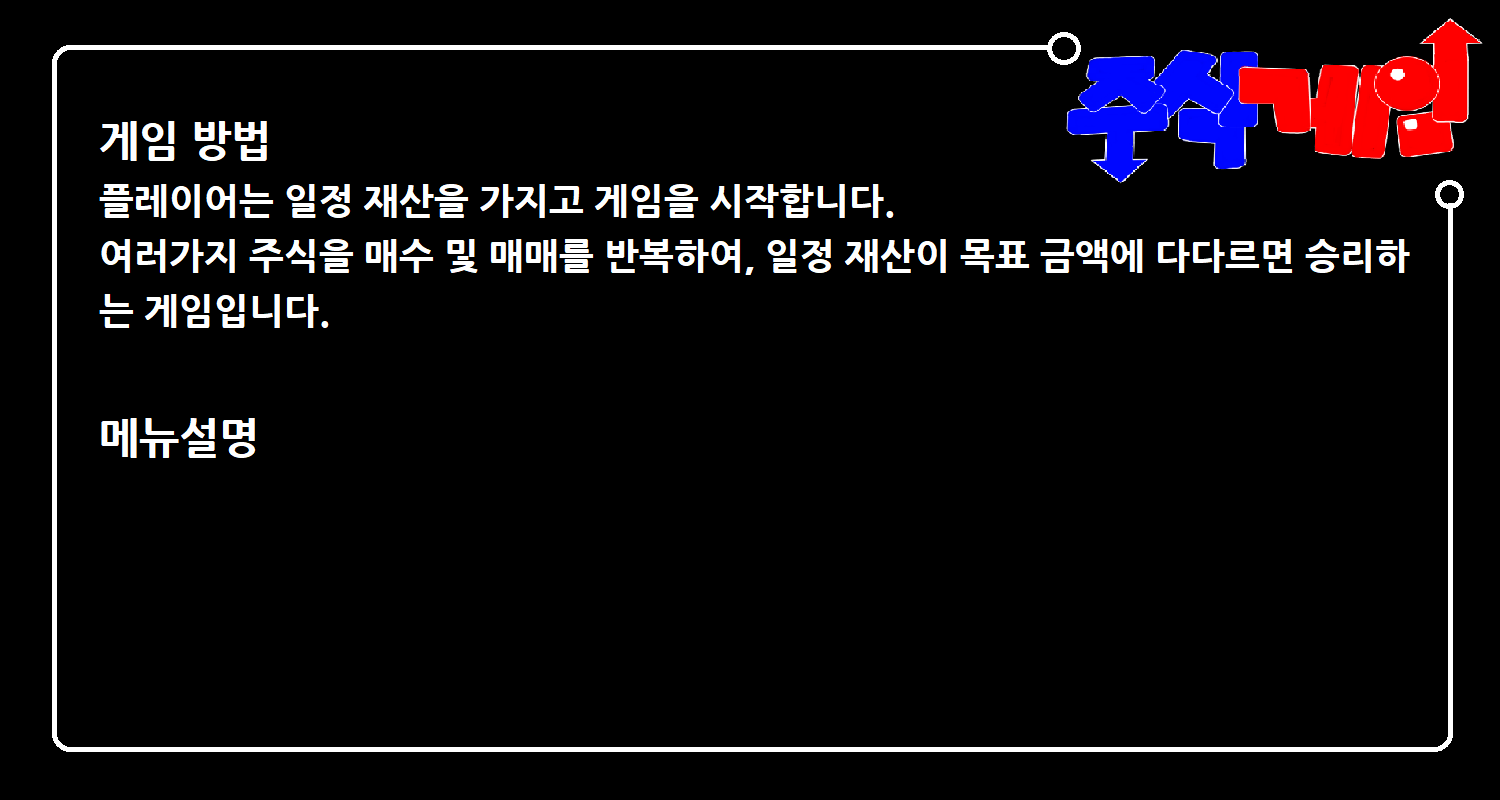 주식게임
게임 방법
플레이어는 일정 재산을 가지고 게임을 시작합니다.
여러가지 주식을 매수 및 매매를 반복하여, 일정 재산이 목표 금액에 다다르면 승리하
는 게임입니다.
메뉴설명